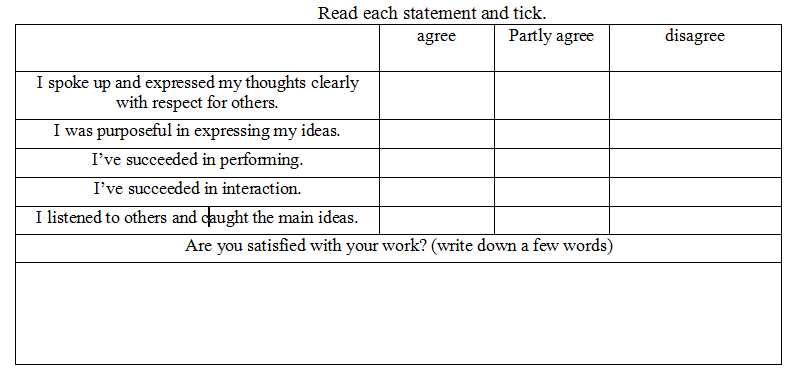 Read each statement and tick.
agree Partly agree disagree
I spoke up and expressed my thoughts clearly
with respect for others.
I was purposeful in expressing my ideas.
I’ve succeeded in performing.
I’ve succeeded in interaction.
I listened to others and caught the main ideas.
Are you satisfied with your work? (write down a few words)